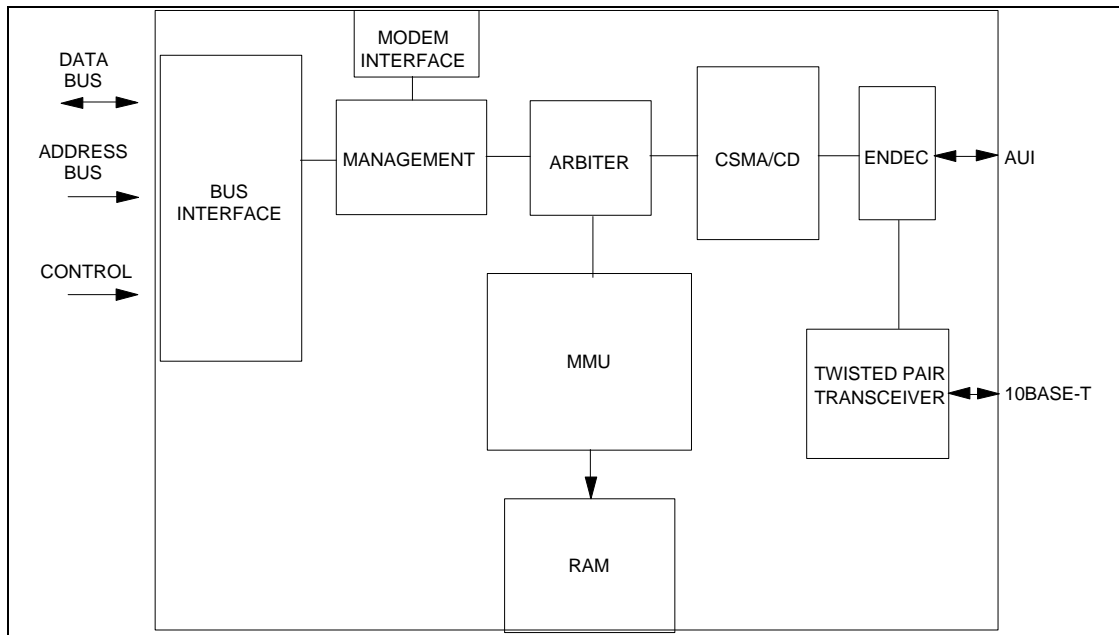 DATA
BUS
ADDRESS
BUS
CONTROL
BUS
INTERFACE
MODEM
INTERFACE
MANAGEMENT
ARBITER
CSMA/CD
ENDEC
AUI
MMU
TWISTED PAIR
TRANSCEIVER
10BASE-T
RAM